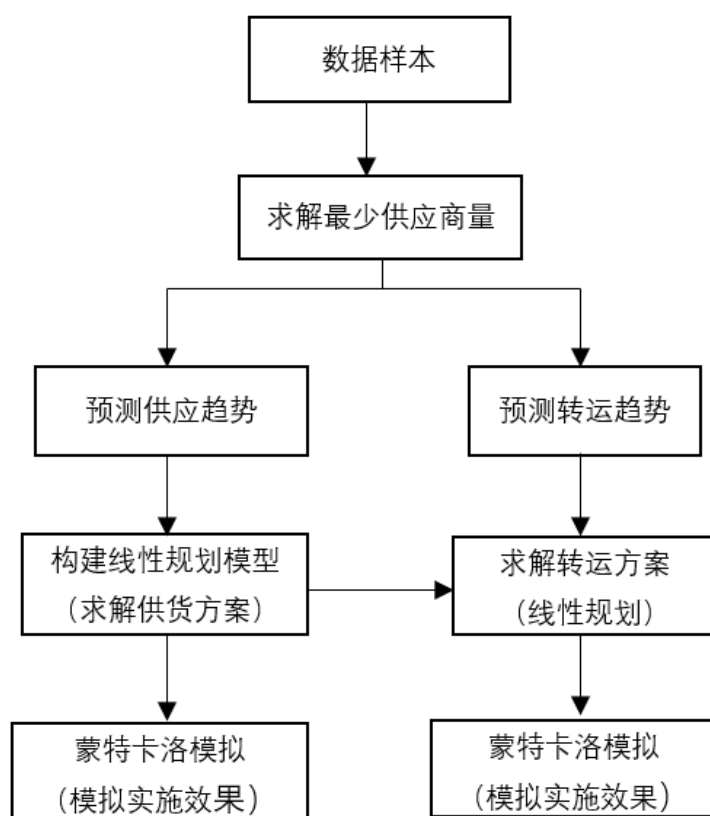 数据样本
求解最少供应商量
预测供应趋势
预测转运趋势
构建线性规划模型
（求解供货方案）
求解转运方案
（线性规划）
蒙特卡洛模拟
（模拟实施效果）
蒙特卡洛模拟
（模拟实施效果）